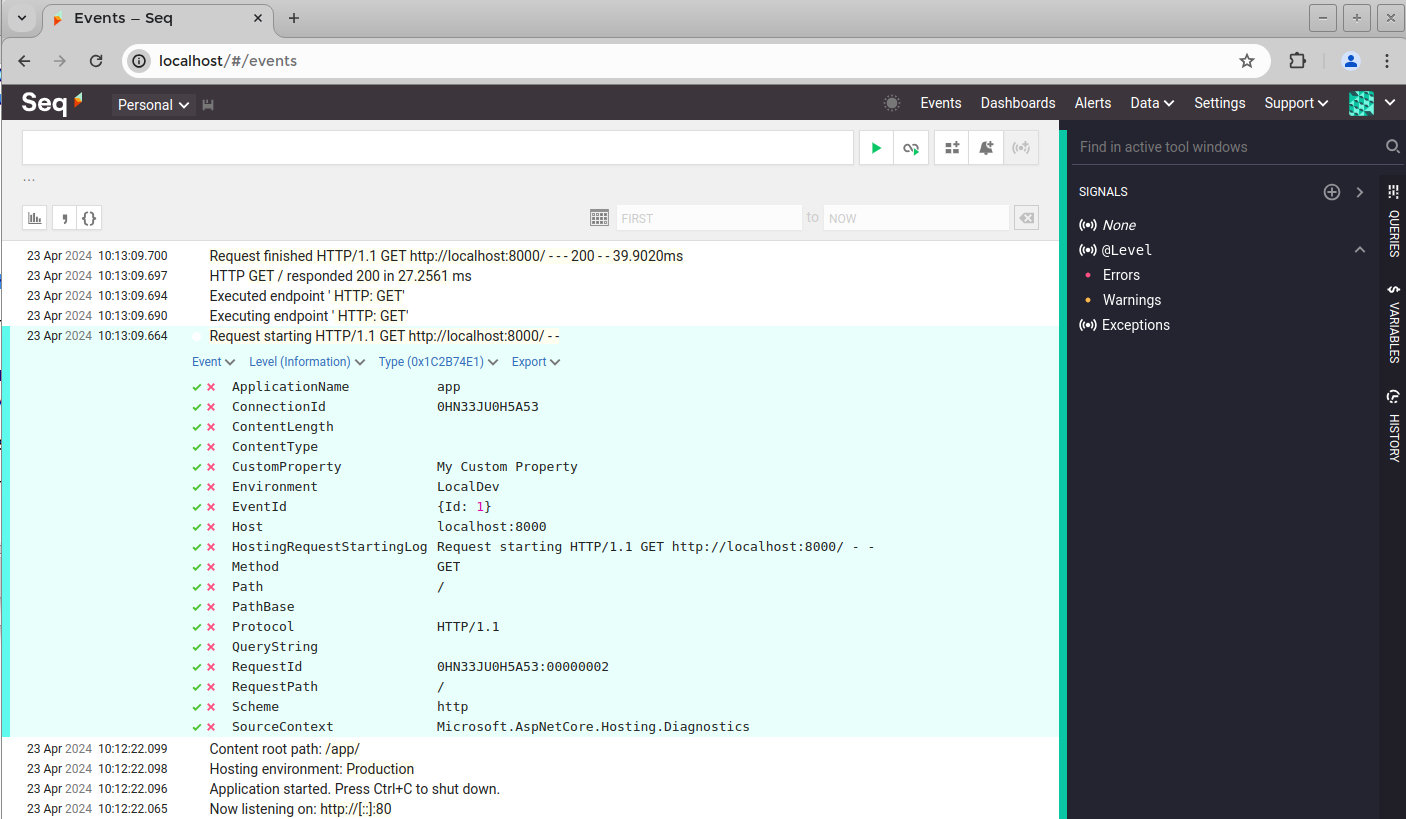 Events – Seq
localhost/#/events
Seq Personal Events Dashboards Alerts Data Settings Support
Find in active tool windows
...
SIGNALS
FIRST to NOW
None
@Level
Errors
Warnings
Exceptions
QUERIES
VARIABLES
HISTORY
23 Apr 2024 10:13:09.700 Request finished HTTP/1.1 GET http://localhost:8000/ - - - 200 - - 39.9020ms
23 Apr 2024 10:13:09.697 HTTP GET / responded 200 in 27.2561 ms
23 Apr 2024 10:13:09.694 Executed endpoint ' HTTP: GET'
23 Apr 2024 10:13:09.690 Executing endpoint ' HTTP: GET'
23 Apr 2024 10:13:09.664 Request starting HTTP/1.1 GET http://localhost:8000/ - -
Event Level (Information) Type (0x1C2B74E1) Export
ApplicationName app
ConnectionId 0HN33JU0H5A53
ContentLength
ContentType
CustomProperty My Custom Property
Environment LocalDev
EventId {Id: 1}
Host localhost:8000
HostingRequestStartingLog Request starting HTTP/1.1 GET http://localhost:8000/ - -
Method GET
Path /
PathBase
Protocol HTTP/1.1
QueryString
RequestId 0HN33JU0H5A53:00000002
RequestPath /
Scheme http
SourceContext Microsoft.AspNetCore.Hosting.Diagnostics
23 Apr 2024 10:12:22.099 Content root path: /app/
23 Apr 2024 10:12:22.098 Hosting environment: Production
23 Apr 2024 10:12:22.096 Application started. Press Ctrl+C to shut down.
23 Apr 2024 10:12:22.065 Now listening on: http://[::]:80